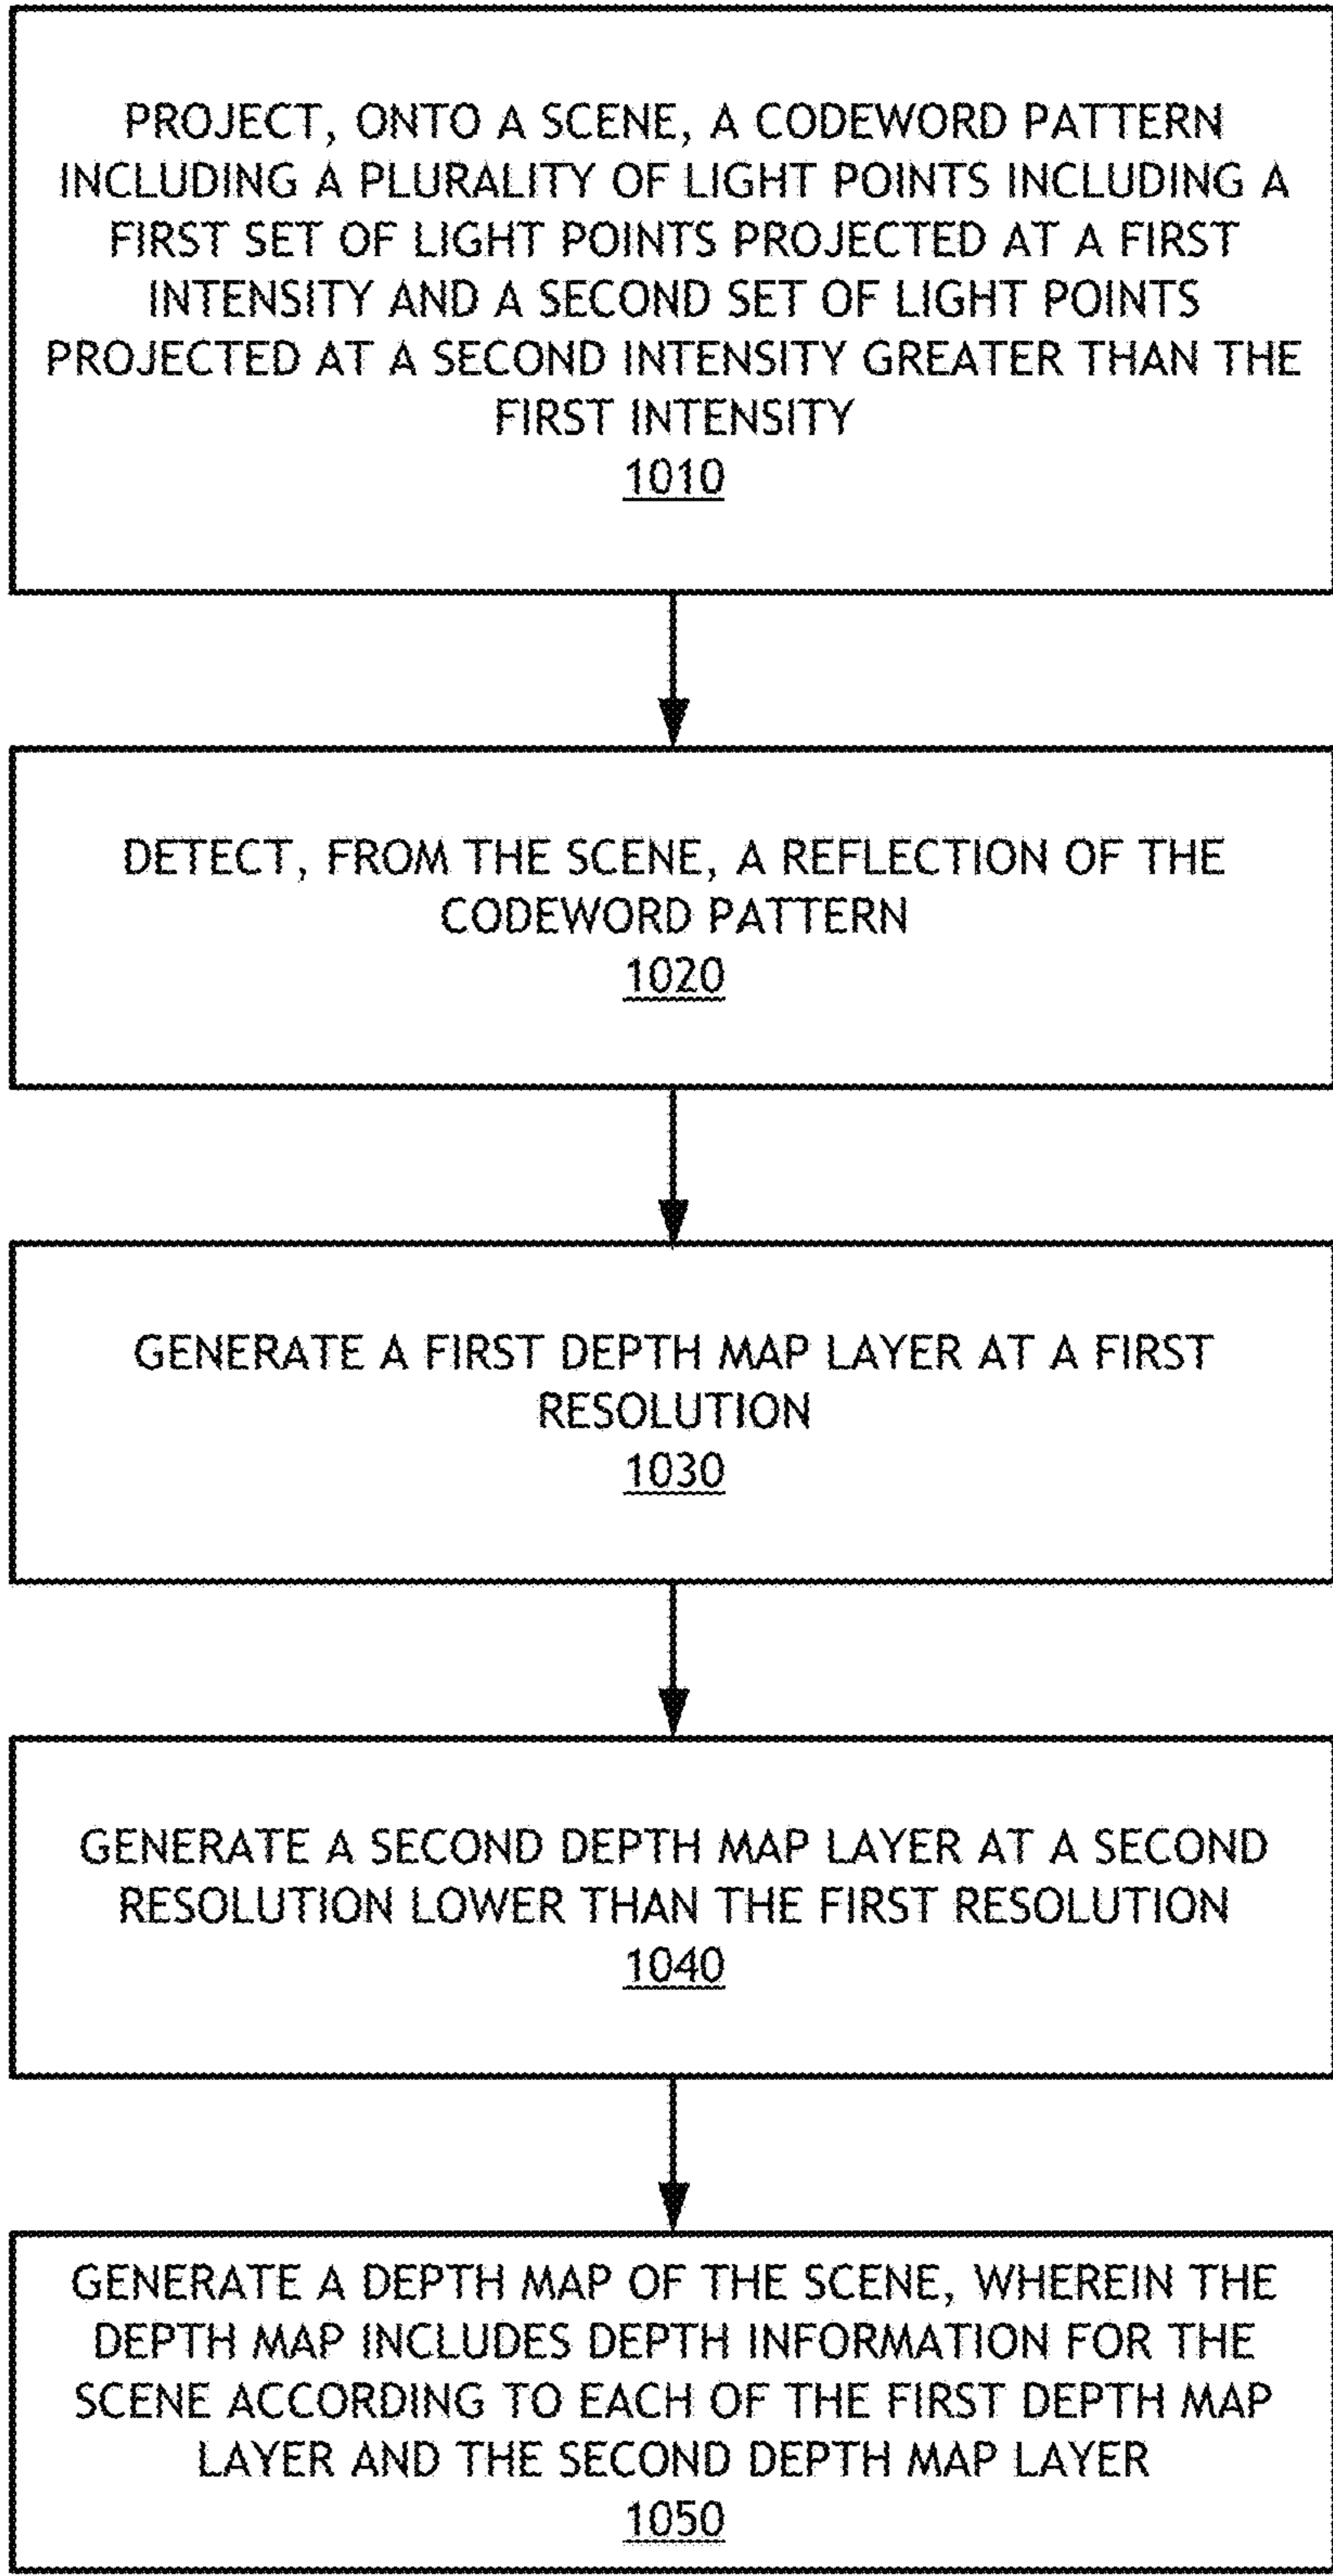 PROJECT, ONTO A SCENE, A CODEWORD PATTERN
INCLUDING A PLURALITY OF LIGHT POINTS INCLUDING A
FIRST SET OF LIGHT POINTS PROJECTED AT A FIRST
INTENSITY AND A SECOND SET OF LIGHT POINTS
PROJECTED AT A SECOND INTENSITY GREATER THAN THE
FIRST INTENSITY
1010
DETECT, FROM THE SCENE, A REFLECTION OF THE
CODEWORD PATTERN
1020
GENERATE A FIRST DEPTH MAP LAYER AT A FIRST
RESOLUTION
1030
GENERATE A SECOND DEPTH MAP LAYER AT A SECOND
RESOLUTION LOWER THAN THE FIRST RESOLUTION
1040
GENERATE A DEPTH MAP OF THE SCENE, WHEREIN THE
DEPTH MAP INCLUDES DEPTH INFORMATION FOR THE
SCENE ACCORDING TO EACH OF THE FIRST DEPTH MAP
LAYER AND THE SECOND DEPTH MAP LAYER
1050